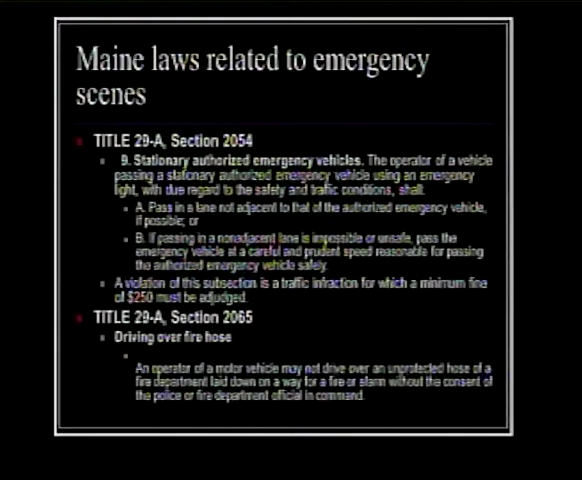 Maine laws related to emergency
scenes
TITLE 29-A, Section 2054
9. Stationary authorized emergency vehicles. The operator of a vehicle
passing a stationary authorized emergency vehicle using an emergency
light, with due regard to the safety and traffic conditions, shall:
A. Pass in a lane not adjacent to that of the authorized emergency vehicle,
if possible; or
B. If passing in a nonadjacent lane is impossible or unsafe, pass the
emergency vehicle at a careful and prudent speed reasonable for passing
the authorized emergency vehicle safely.
A violation of this subsection is a traffic infraction for which a minimum fine
of $250 must be adjudged.
TITLE 29-A, Section 2065
Driving over fire hose
An operator of a motor vehicle may not drive over an unprotected hose of a
fire department laid down on a way for a fire or alarm without the consent of
the police or fire department official in command.